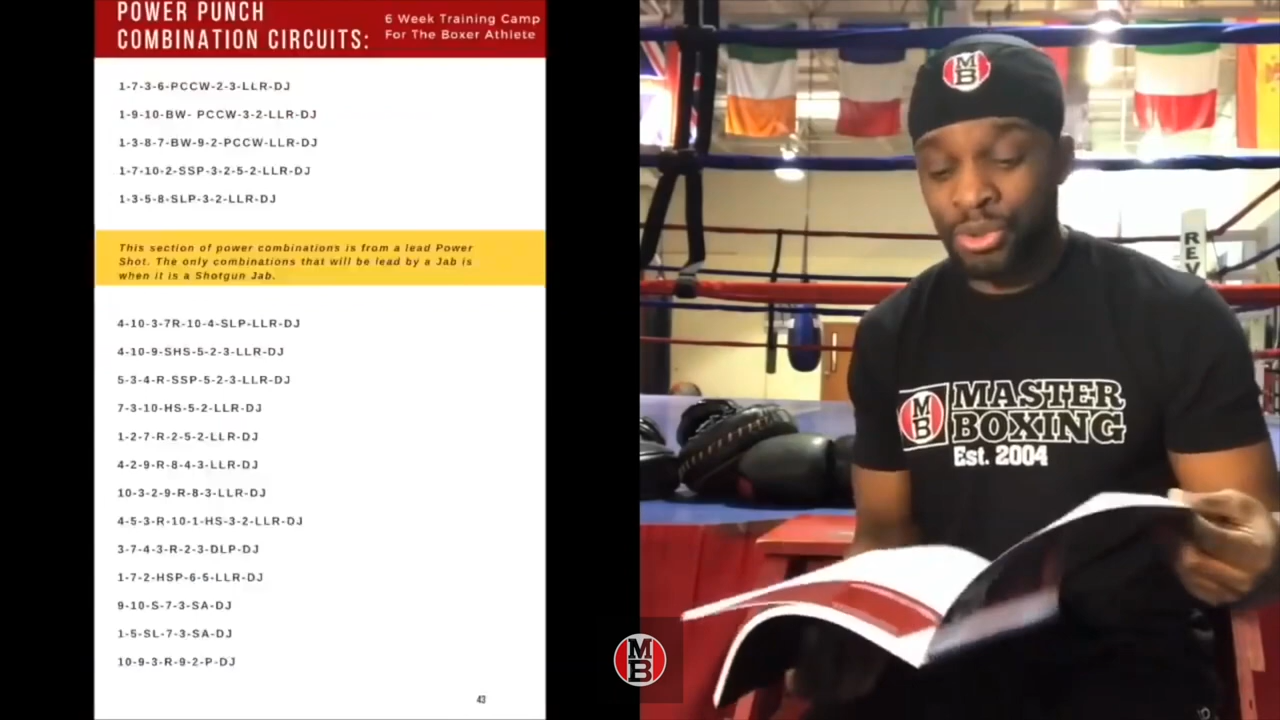 POWER PUNCH
COMBINATION CIRCUITS:
6 Week Training Camp
For The Boxer Athlete
1-7-3-6-PCCW-2-3-LLR-DJ
1-9-10-BW- PCCW-3-2-LLR-DJ
1-3-8-7-BW-9-2-PCCW-LLR-DJ
1-7-10-2-SSP-3-2-5-2-LLR-DJ
1-3-5-8-SLP-3-2-LLR-DJ
This section of power combinations is from a lead Power
Shot. The only combinations that will be lead by a Jab is
when it is a Shotgun Jab.
4-10-3-7R-10-4-SLP-LLR-DJ
4-10-9-SHS-5-2-3-LLR-DJ
5-3-4-R-SSP-5-2-3-LLR-DJ
7-3-10-HS-5-2-LLR-DJ
1-2-7-R-2-5-2-LLR-DJ
4-2-9-R-8-4-3-LLR-DJ
10-3-2-9-R-8-3-LLR-DJ
4-5-3-R-10-1-HS-3-2-LLR-DJ
3-7-4-3-R-2-3-DLP-DJ
1-7-2-HSP-6-5-LLR-DJ
9-10-S-7-3-SA-DJ
1-5-SL-7-3-SA-DJ
10-9-3-R-9-2-P-DJ
43
MB
MB
REV
MB
MASTER
BOXING
Est. 2004